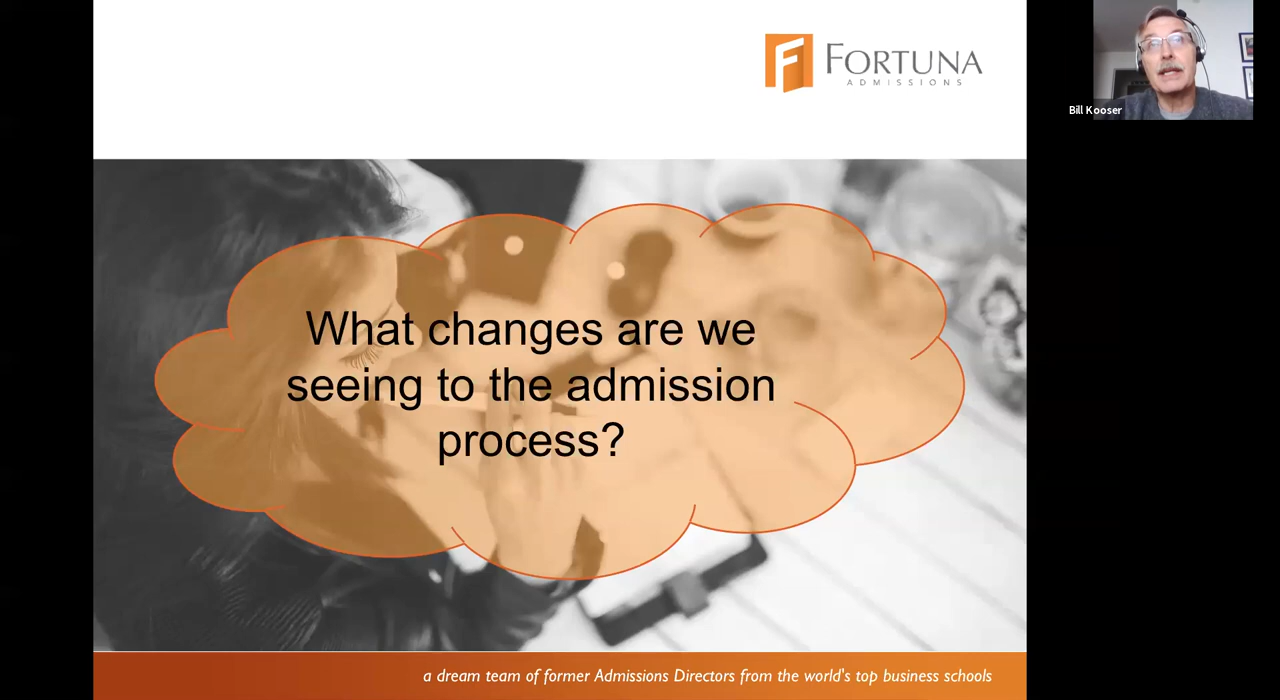 FORTUNA
ADMISSIONS
Bill Kooser
What changes are we
seeing to the admission
process?
a dream team of former Admissions Directors from the world's top business schools